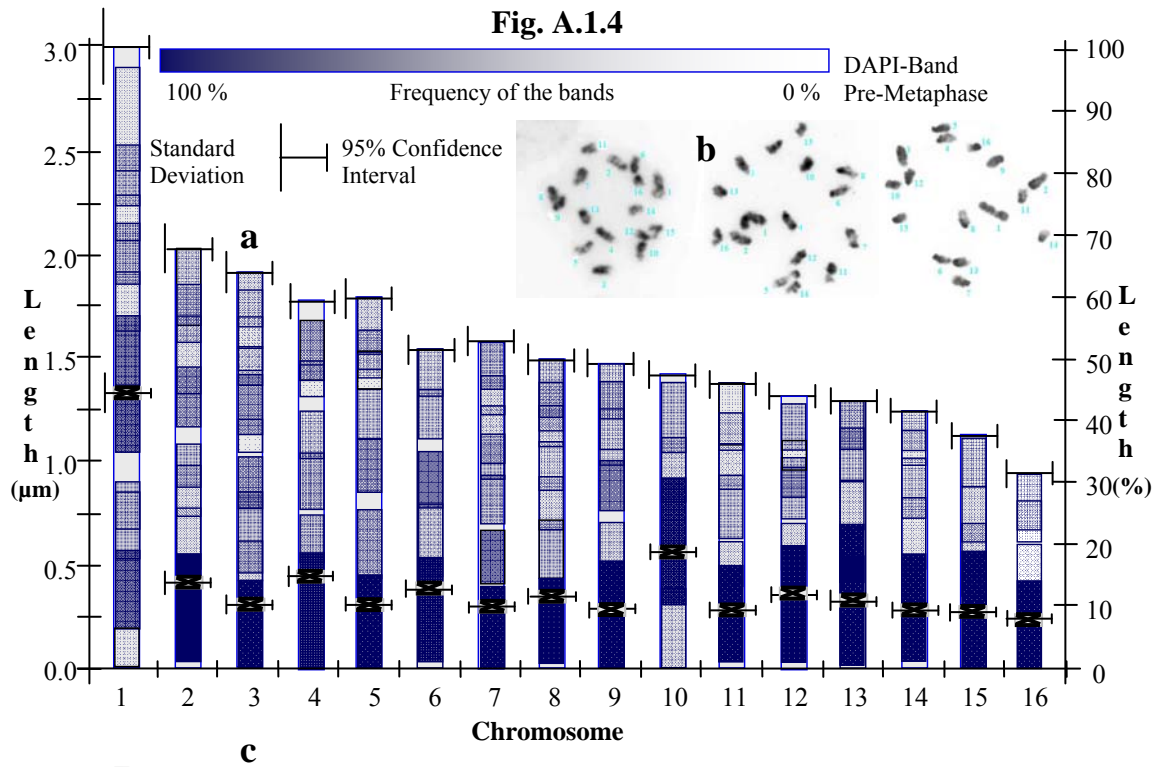 Fig. A.1.4
100 % Frequency of the bands 0 %
DAPI-Band
Pre-Metaphase
Standard
Deviation
95% Confidence
Interval
a
b
Length
(µm)
3.0
2.5
2.0
1.5
1.0
0.5
0.0
100
90
80
70
60
50
40
30
20
10
0
Length
(%)
1 2 3 4 5 6 7 8 9 10 11 12 13 14 15 16
Chromosome
c